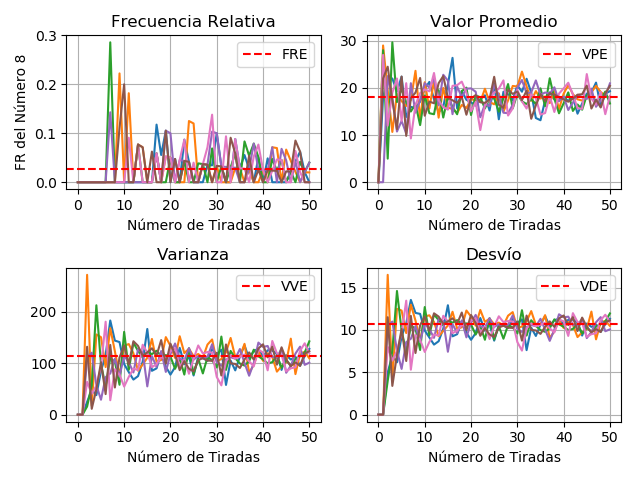 Frecuencia Relativa
FR del Número 8
0.3
0.2
0.1
0.0
FRE
0 10 20 30 40 50
Número de Tiradas
Valor Promedio
30
20
10
0
VPE
0 10 20 30 40 50
Número de Tiradas
Varianza
200
100
0
VVE
0 10 20 30 40 50
Número de Tiradas
Desvío
15
10
5
0
VDE
0 10 20 30 40 50
Número de Tiradas